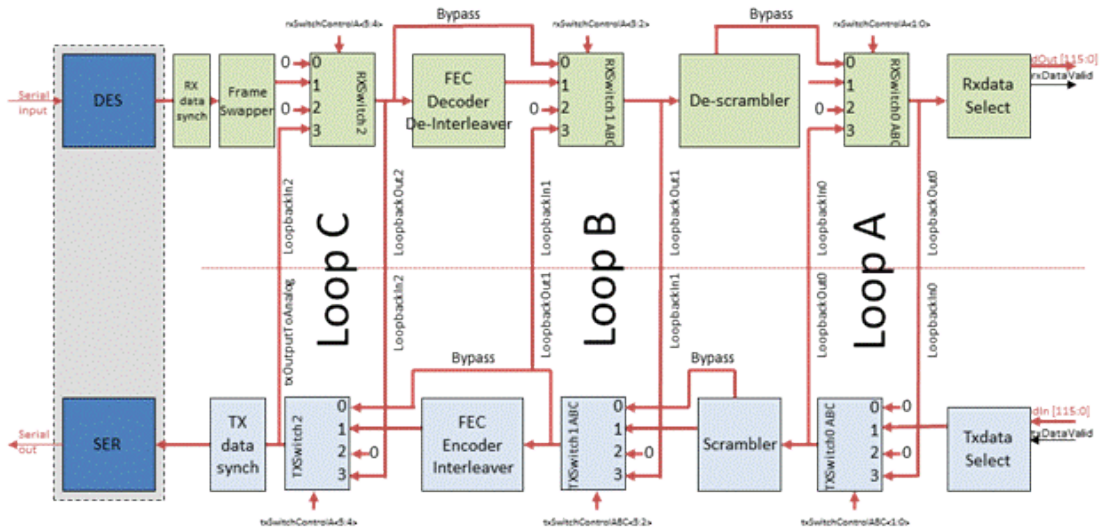 Bypass
Bypass
rxSwitchControlA<5:4>
rxSwitchControlA<3:2>
rxSwitchControlA<1:0>
Serial
input
DES
RX
data
synch
Frame
Swapper
0
0
0
1
2
3
RXSwitch 2
FEC
Decoder
De-Interleaver
0
0
1
2
3
RXSwitch 1 ABC
De-scrambler
0
0
1
2
3
RXSwitch0 ABC
Rxdata
Select
dOut [115:0]
rxDataValid
LoopbackIn2
Loop C
LoopbackOut2
LoopbackIn1
Loop B
LoopbackOut1
LoopbackIn0
Loop A
LoopbackOut0
txOutputToAnalog
LoopbackIn2
LoopbackOut1
LoopbackIn1
LoopbackOut0
LoopbackIn0
Bypass
Bypass
Serial
out
SER
TX
data
synch
TXSwitch 2
0
1
2
3
0
FEC
Encoder
Interleaver
TXSwitch 1 ABC
0
1
2
3
0
Scrambler
TXSwitch0 ABC
0
1
2
3
0
0
Txdata
Select
dIn [115:0]
txDataValid
txSwitchControlA<5:4>
txSwitchControlABC<3:2>
txSwitchControlABC<1:0>